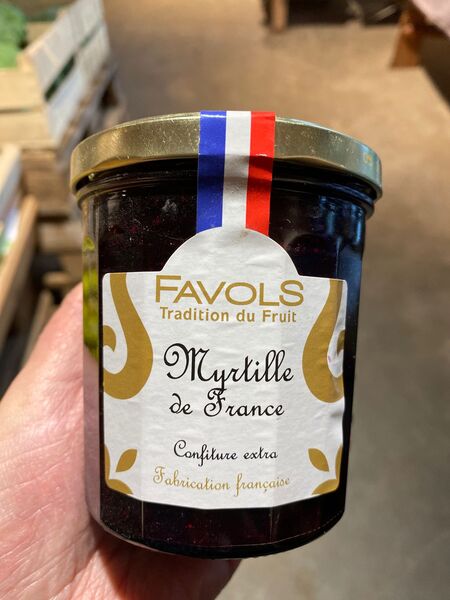 FAVOLS
Tradition du Fruit
Myrtille
de France
Confiture extra
Fabrication française